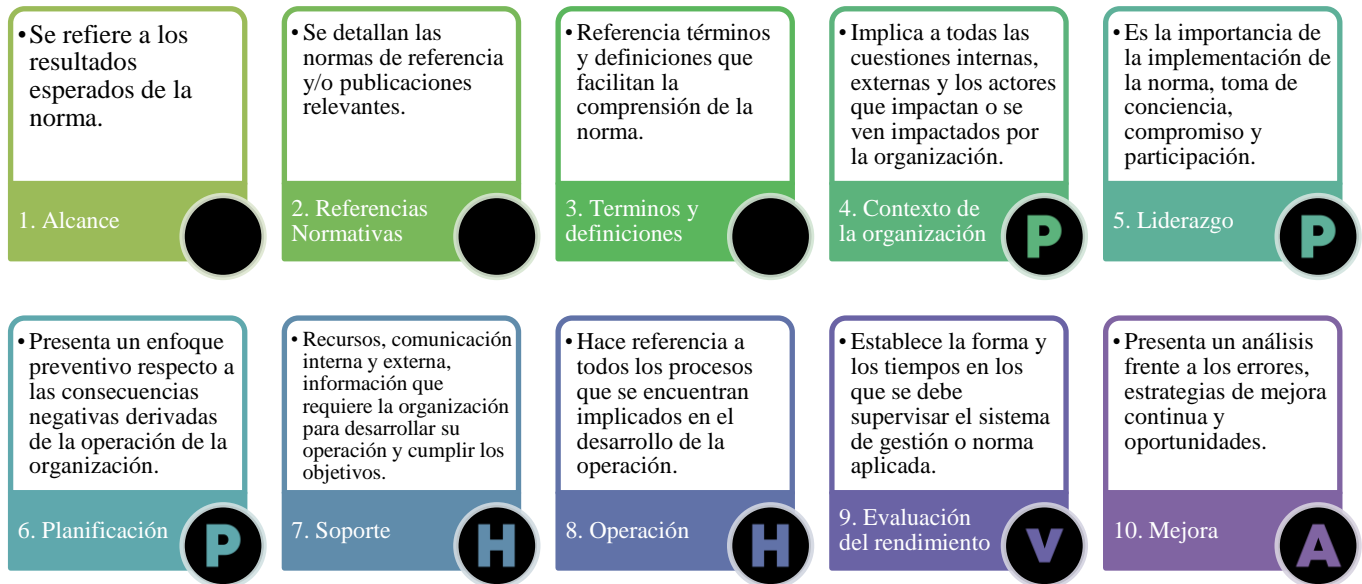 • Se refiere a los
resultados
esperados de la
norma.
1. Alcance
• Se detallan las
normas de referencia
y/o publicaciones
relevantes.
2. Referencias
Normativas
• Referencia términos
y definiciones que
facilitan la
comprensión de la
norma.
3. Terminos y
definiciones
• Implica a todas las
cuestiones internas,
externas y los actores
que impactan o se
ven impactados por
la organización.
4. Contexto de
la organización
P
• Es la importancia de
la implementación de
la norma, toma de
conciencia,
compromiso y
participación.
5. Liderazgo
P
• Presenta un enfoque
preventivo respecto a
las consecuencias
negativas derivadas
de la operación de la
organización.
6. Planificación
P
• Recursos, comunicación
interna y externa,
información que
requiere la organización
para desarrollar su
operación y cumplir los
objetivos.
7. Soporte
H
• Hace referencia a
todos los procesos
que se encuentran
implicados en el
desarrollo de la
operación.
8. Operación
H
• Establece la forma y
los tiempos en los
que se debe
supervisar el sistema
de gestión o norma
aplicada.
9. Evaluación
del rendimiento
V
• Presenta un análisis
frente a los errores,
estrategias de mejora
continua y
oportunidades.
10. Mejora
A